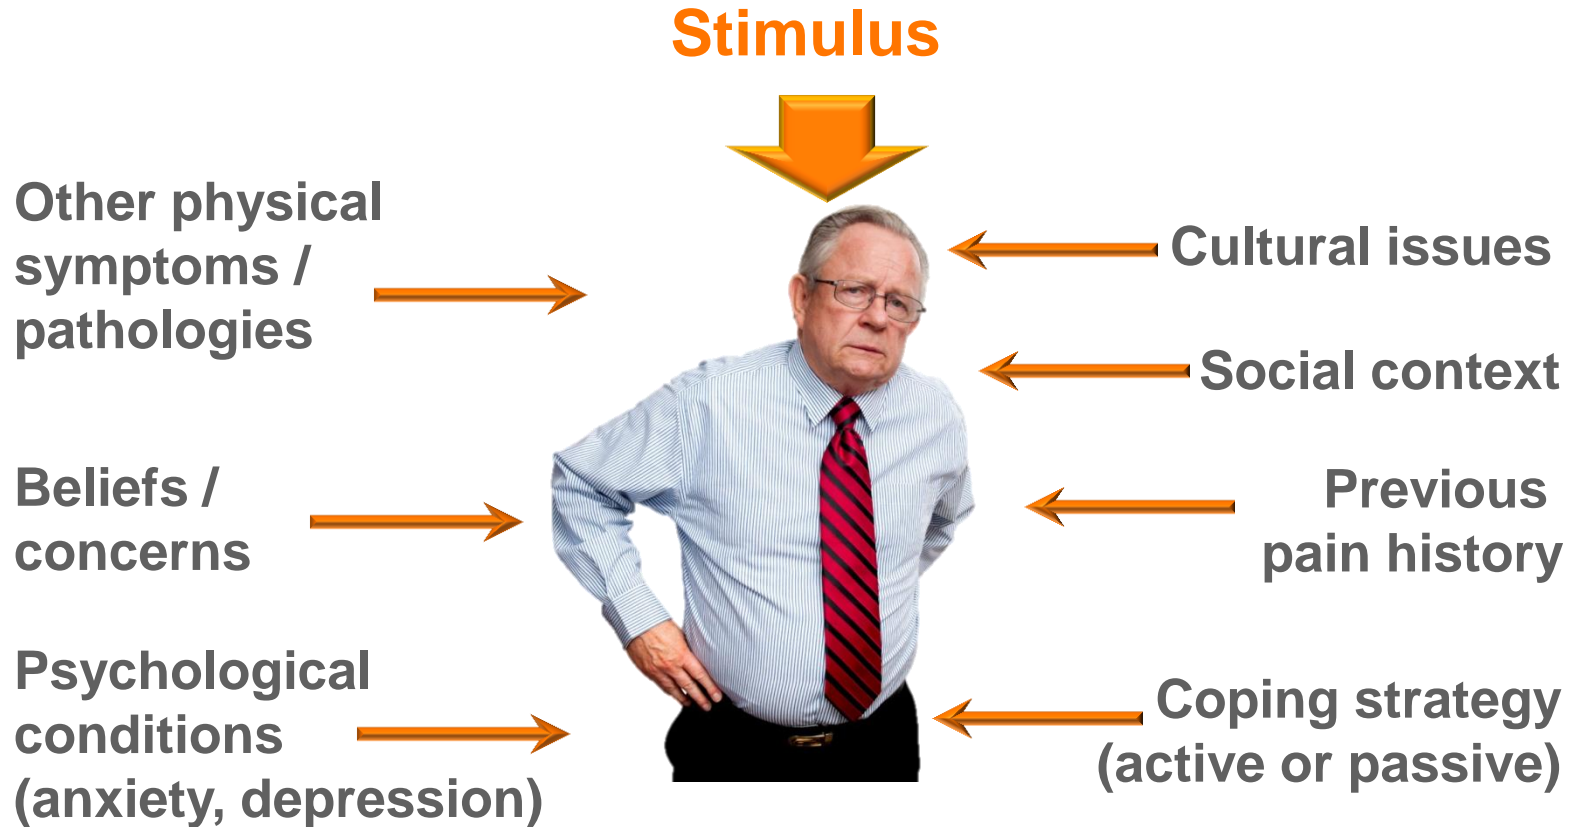 Stimulus
Other physical
symptoms /
pathologies
Beliefs /
concerns
Psychological
conditions
(anxiety, depression)
Cultural issues
Social context
Previous
pain history
Coping strategy
(active or passive)